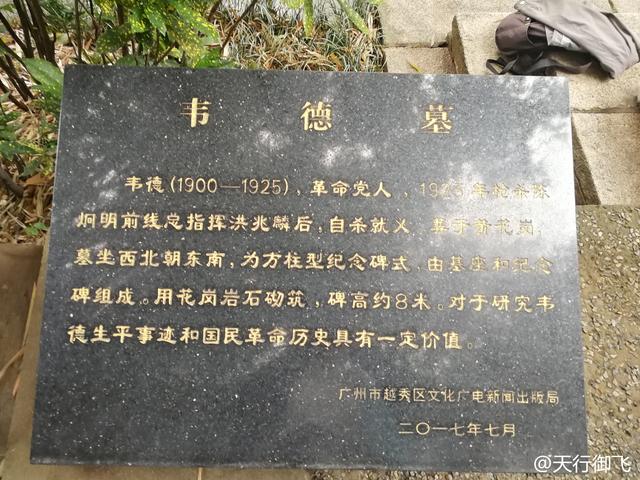 韦德墓
韦德(1900—1925)，革命党人，1925年枪杀陈
炯明前线总指挥洪兆麟后，自杀就义，葬于黄花岗，
墓坐西北朝东南，为方柱型纪念碑式，由基座和纪念
碑组成。用花岗岩石砌筑，碑高约8米。对于研究韦
德生平事迹和国民革命历史具有一定价值。
广州市越秀区文化广电新闻出版局
二〇一七年七月
@天行御飞